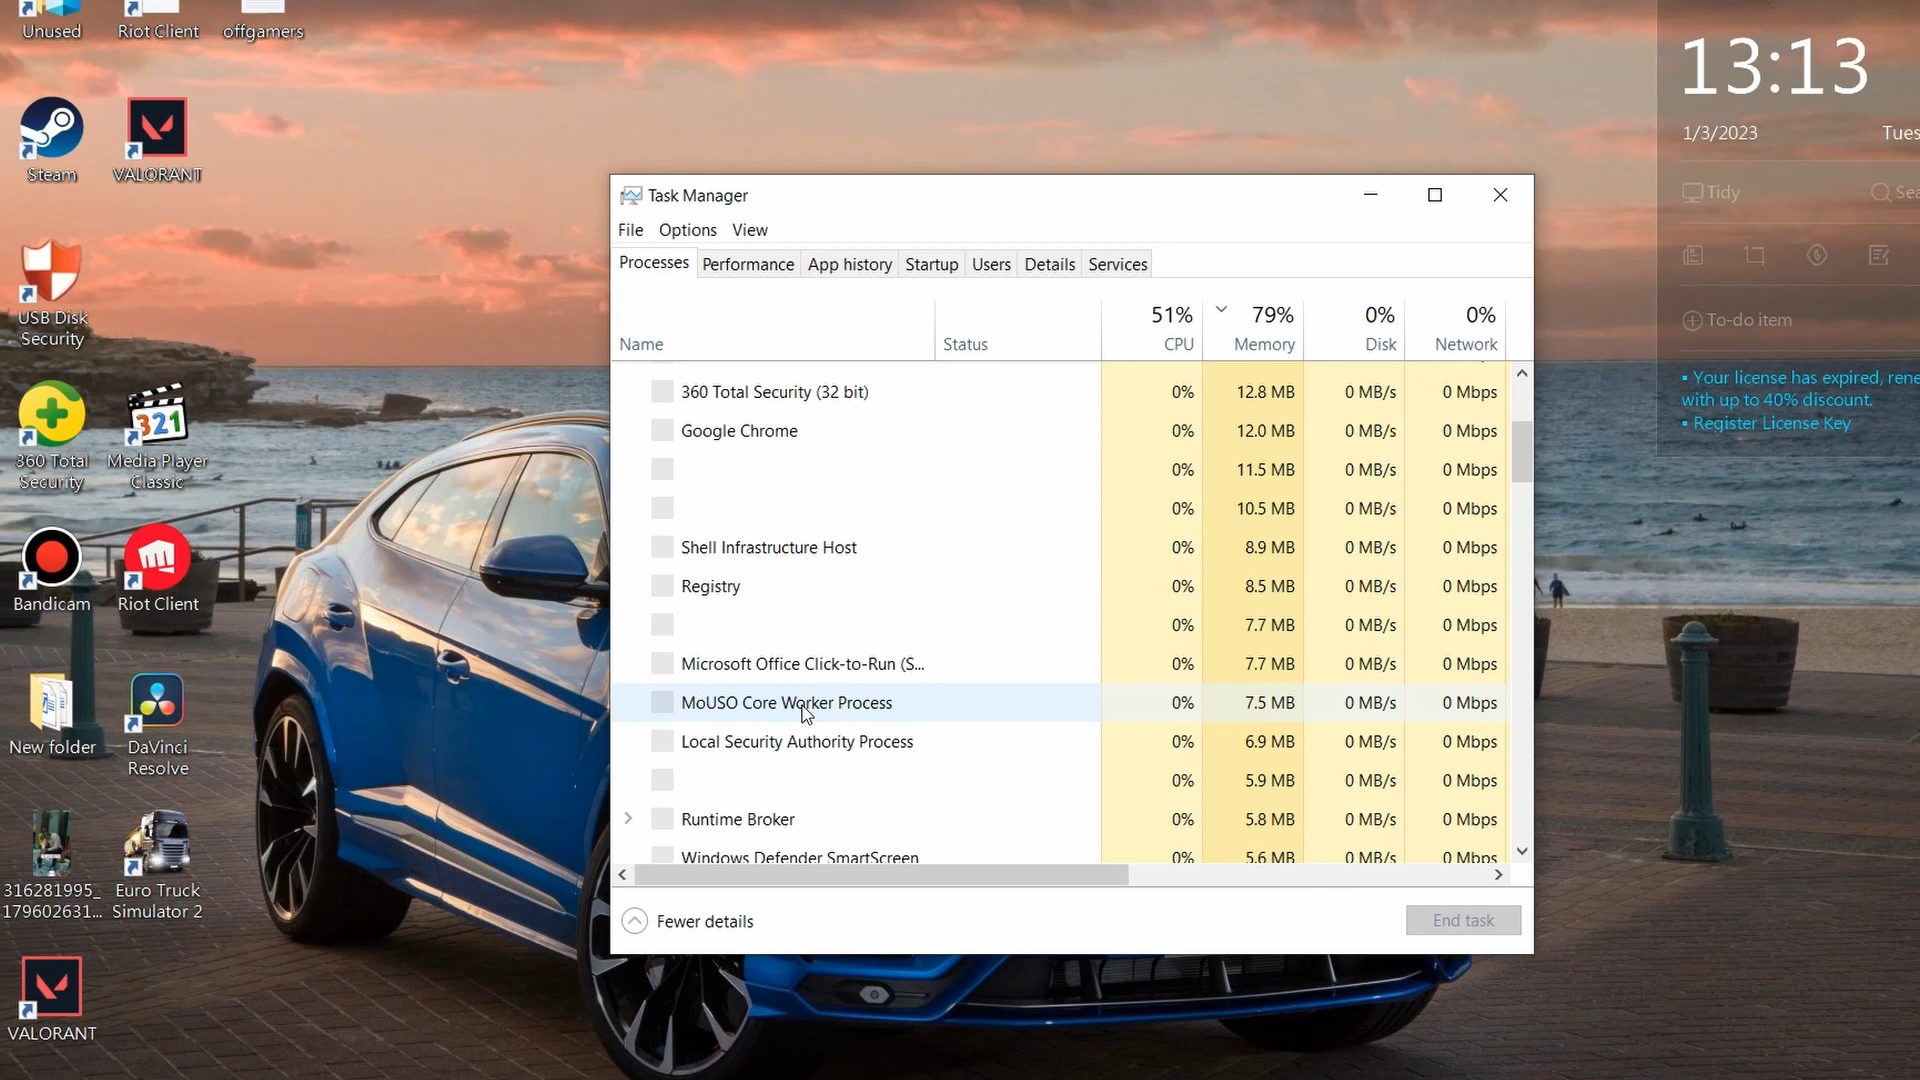 Unused
Riot Client
offgamers
Steam
VALORANT
USB Disk
Security
360 Total
Security
Media Player
Classic
Bandicam
Riot Client
New folder
DaVinci
Resolve
316281995_
179602631...
Euro Truck
Simulator 2
VALORANT
Task Manager
File Options View
Processes Performance App history Startup Users Details Services
51% 79% 0% 0%
Name Status CPU Memory Disk Network
360 Total Security (32 bit) 0% 12.8 MB 0 MB/s 0 Mbps
Google Chrome 0% 12.0 MB 0 MB/s 0 Mbps
0% 11.5 MB 0 MB/s 0 Mbps
0% 10.5 MB 0 MB/s 0 Mbps
Shell Infrastructure Host 0% 8.9 MB 0 MB/s 0 Mbps
Registry 0% 8.5 MB 0 MB/s 0 Mbps
0% 7.7 MB 0 MB/s 0 Mbps
Microsoft Office Click-to-Run (S... 0% 7.7 MB 0 MB/s 0 Mbps
MoUSO Core Worker Process 0% 7.5 MB 0 MB/s 0 Mbps
Local Security Authority Process 0% 6.9 MB 0 MB/s 0 Mbps
0% 5.9 MB 0 MB/s 0 Mbps
Runtime Broker 0% 5.8 MB 0 MB/s 0 Mbps
Windows Defender SmartScreen 0% 5.6 MB 0 MB/s 0 Mbps
Fewer details
End task
13:13
1/3/2023 Tues
Tidy Sea
To-do item
▪ Your license has expired, rene
with up to 40% discount.
▪ Register License Key
321